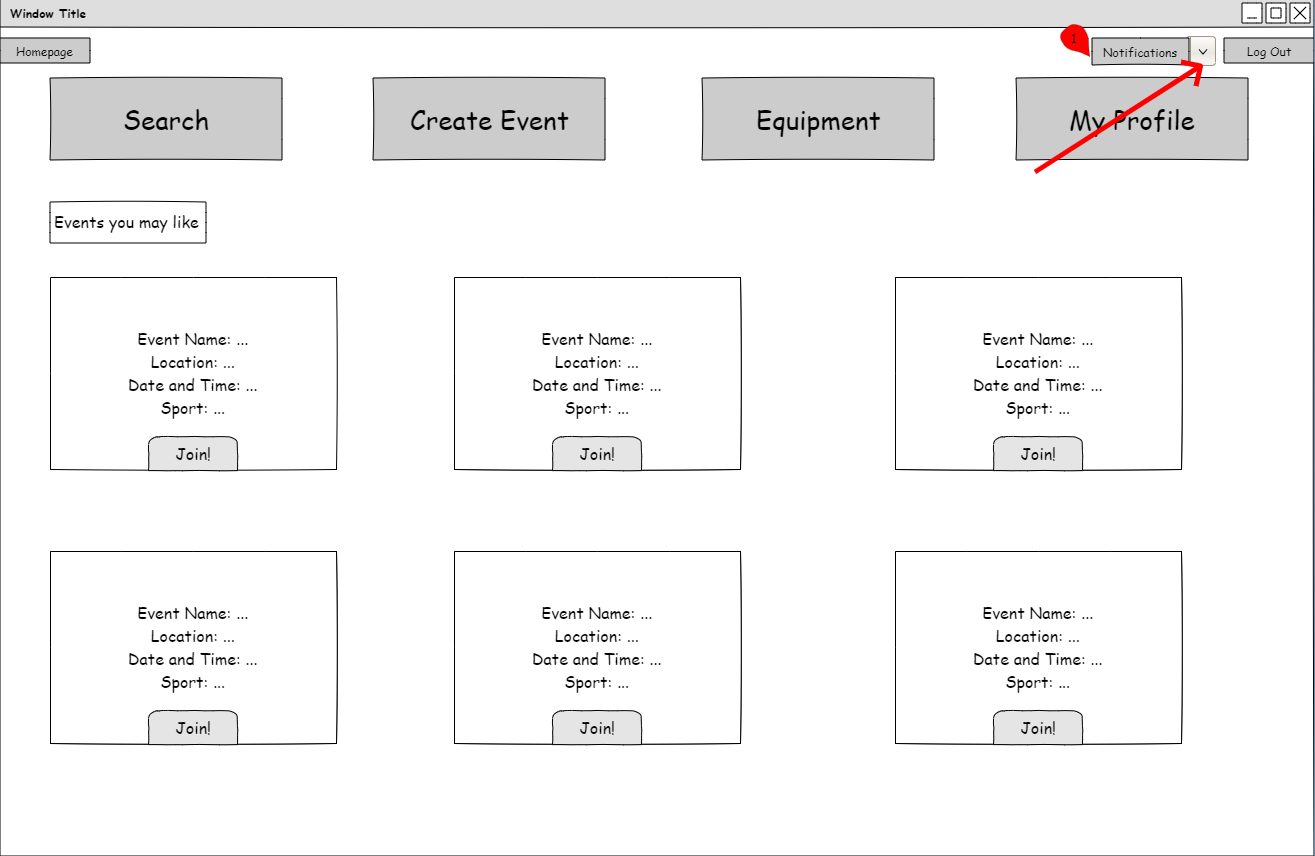 Window Title
Homepage
1
Notifications
Log Out
Search
Create Event
Equipment
My Profile
Events you may like
Event Name: ...
Location: ...
Date and Time: ...
Sport: ...
Join!
Event Name: ...
Location: ...
Date and Time: ...
Sport: ...
Join!
Event Name: ...
Location: ...
Date and Time: ...
Sport: ...
Join!
Event Name: ...
Location: ...
Date and Time: ...
Sport: ...
Join!
Event Name: ...
Location: ...
Date and Time: ...
Sport: ...
Join!
Event Name: ...
Location: ...
Date and Time: ...
Sport: ...
Join!